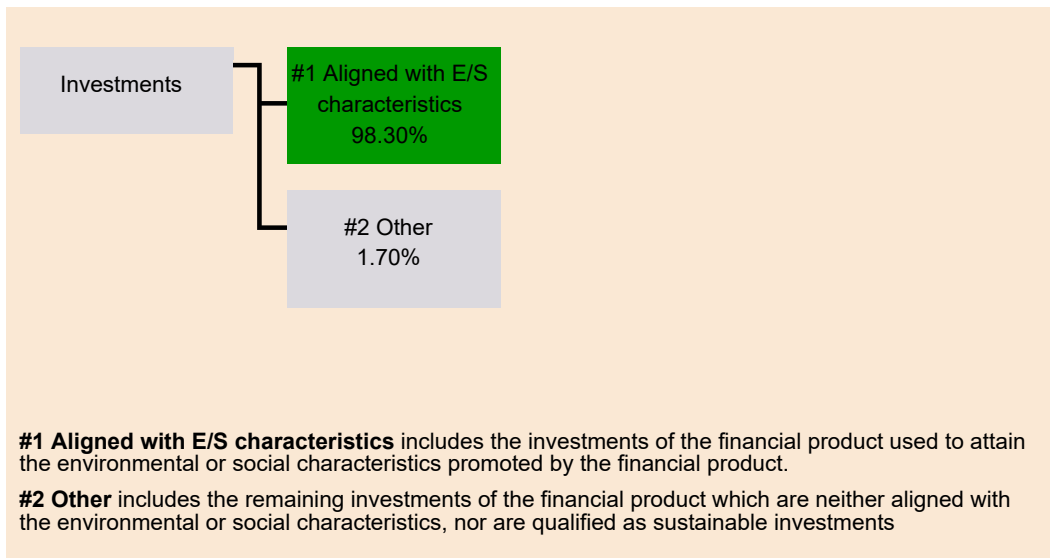 Investments
#1 Aligned with E/S
characteristics
98.30%
#2 Other
1.70%
#1 Aligned with E/S characteristics includes the investments of the financial product used to attain
the environmental or social characteristics promoted by the financial product.
#2 Other includes the remaining investments of the financial product which are neither aligned with
the environmental or social characteristics, nor are qualified as sustainable investments